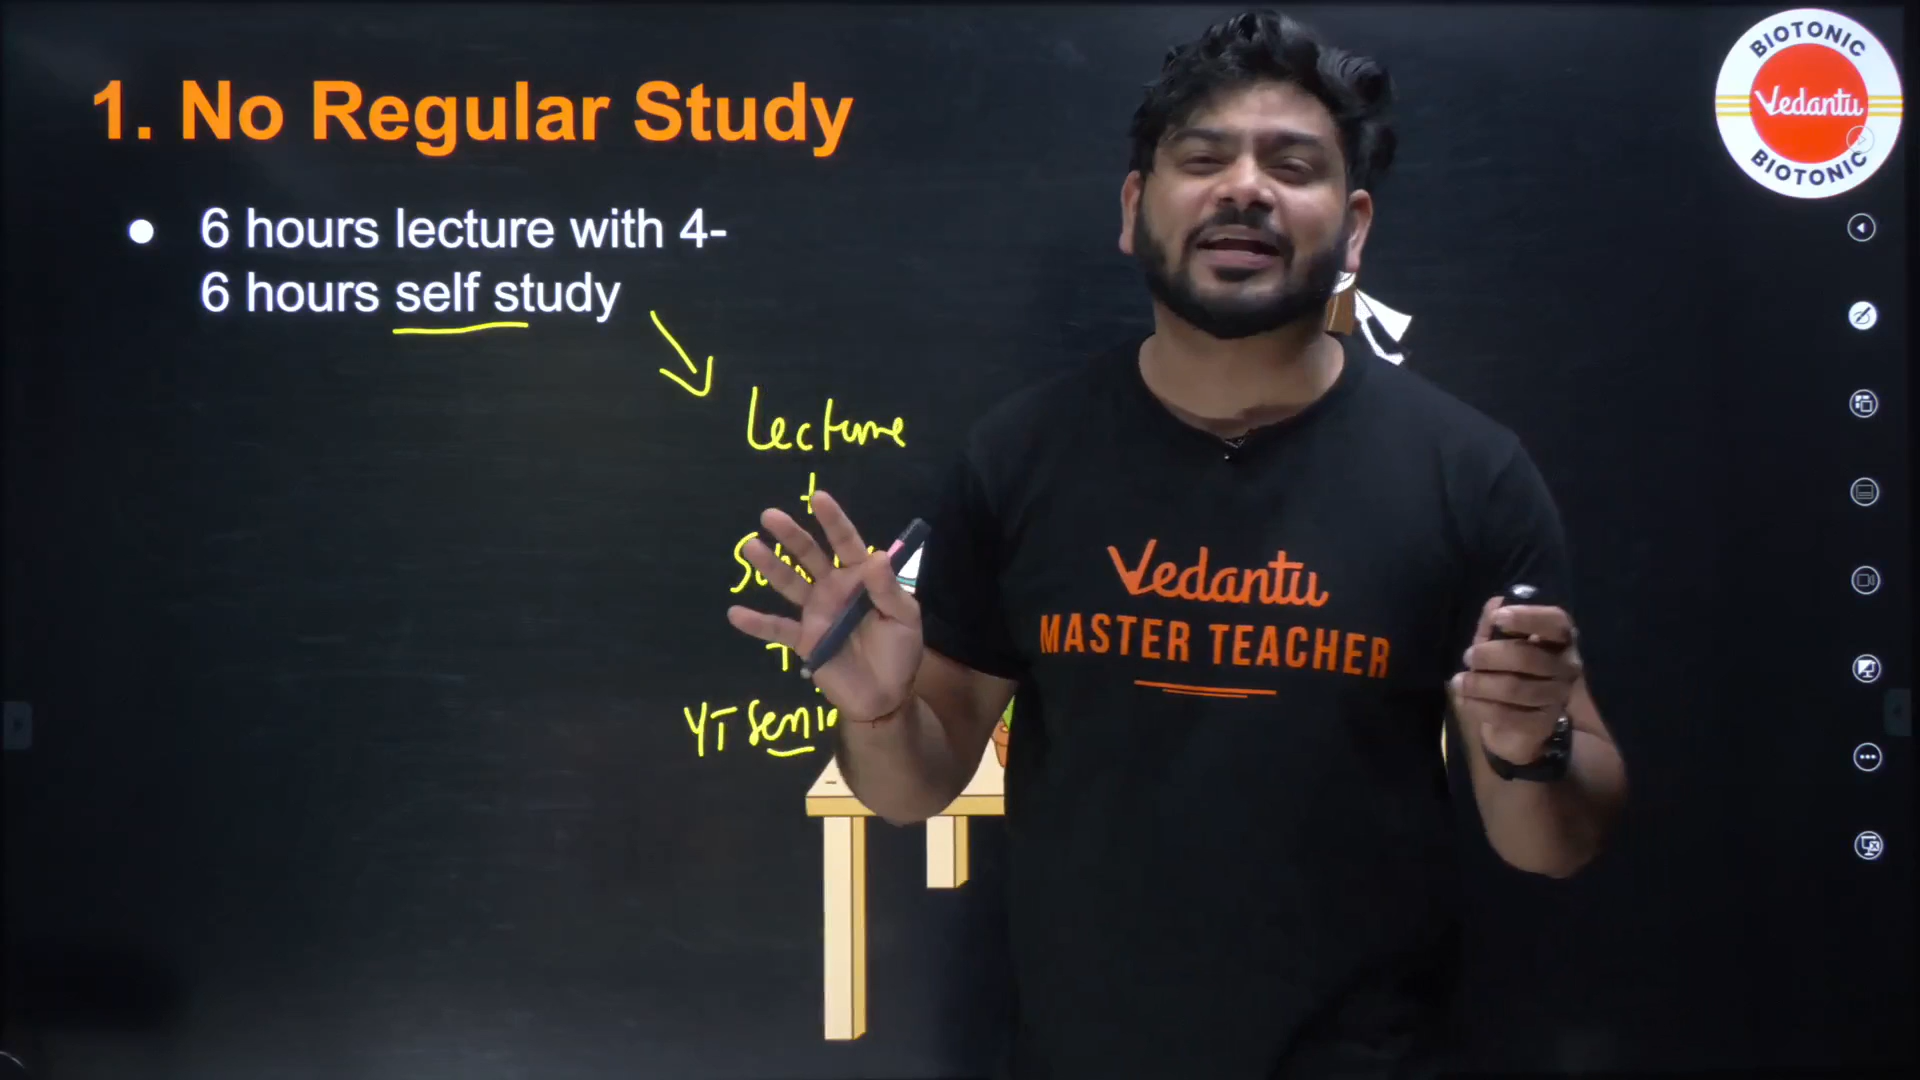 1. No Regular Study
● 6 hours lecture with 4-
6 hours self study
Lecture
+
+
YT
BIOTONIC
Vedantu
BIOTONIC
Vedantu
MASTER TEACHER